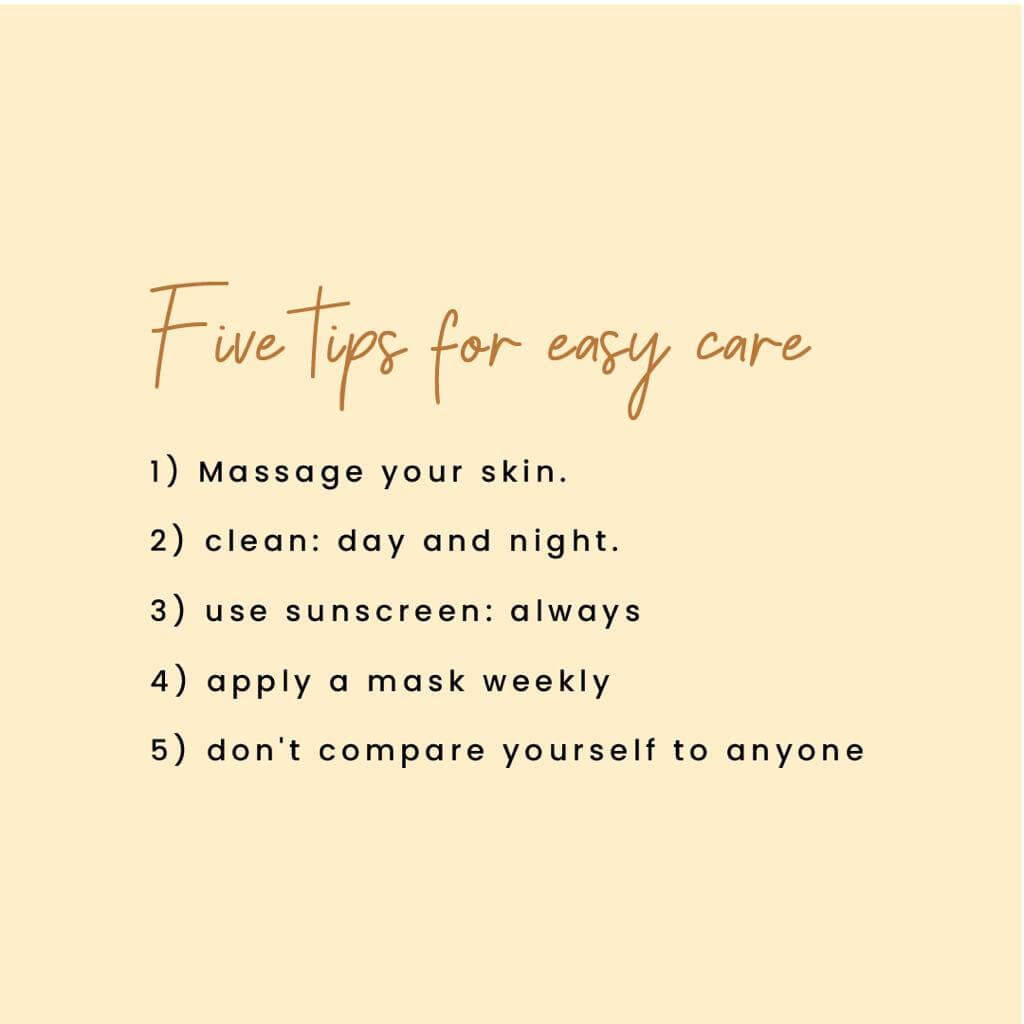 Five tips for easy care
1) Massage your skin.
2) clean: day and night.
3) use sunscreen: always
4) apply a mask weekly
5) don't compare yourself to anyone